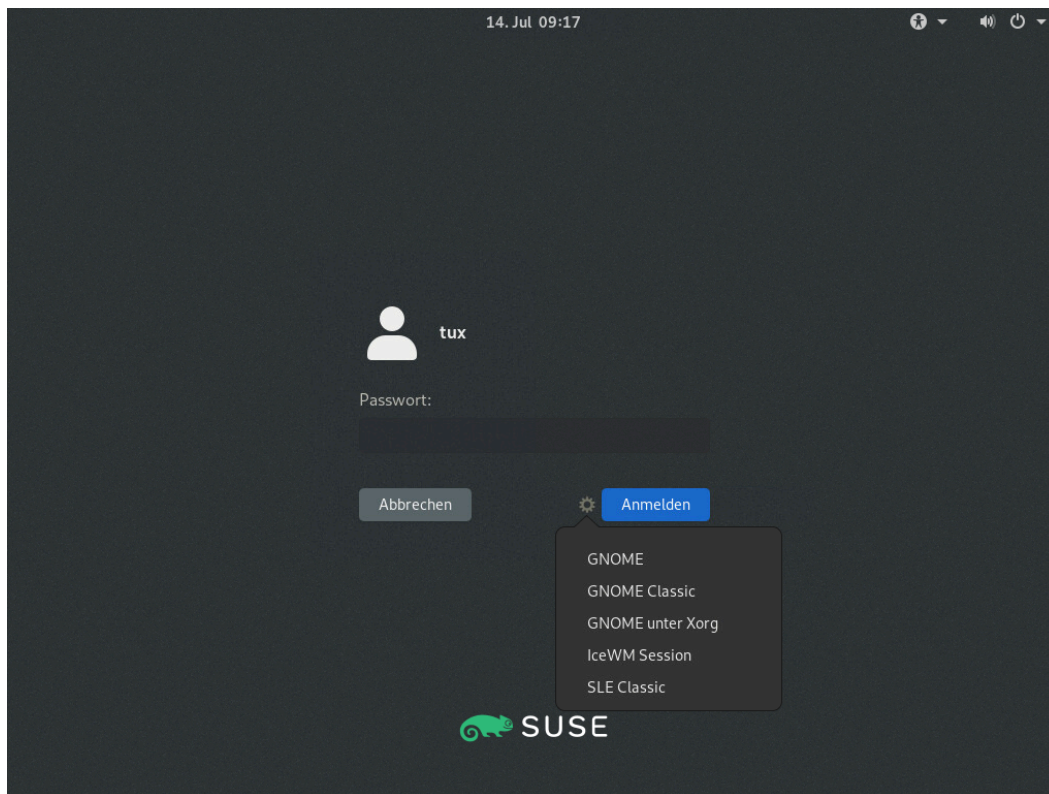 14. Jul 09:17
tux
Passwort:
Abbrechen
Anmelden
GNOME
GNOME Classic
GNOME unter Xorg
IceWM Session
SLE Classic
SUSE